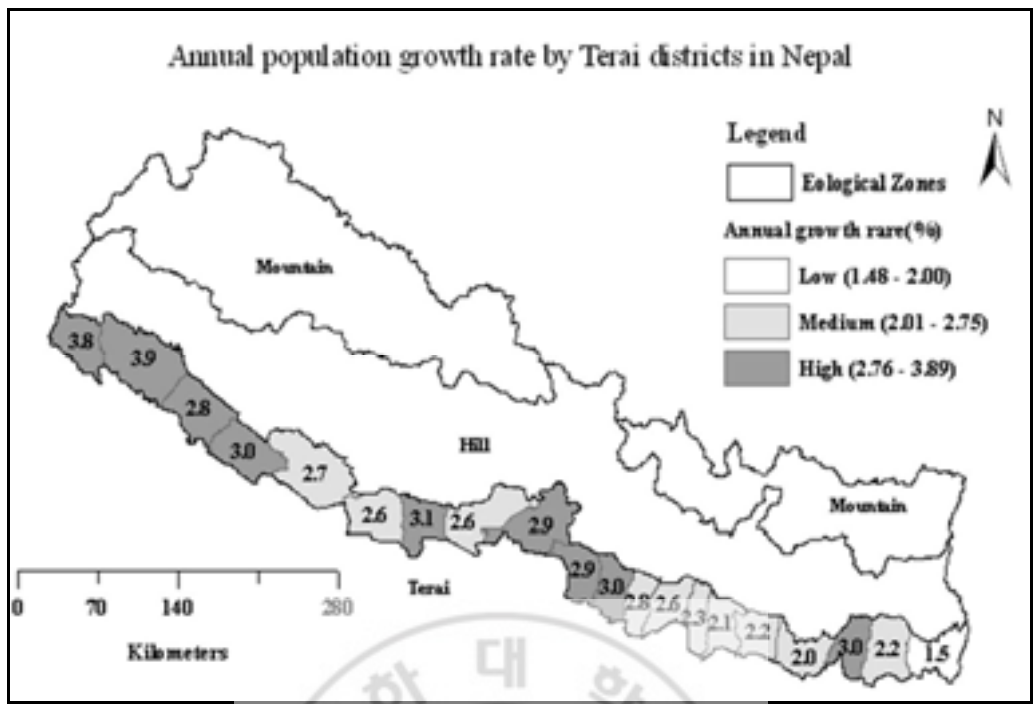 Annual population growth rate by Terai districts in Nepal
N
Legend
Eological Zones
Annual growth rare(%)
Low (1.48 - 2.00)
Medium (2.01 - 2.75)
High (2.76 - 3.89)
Mountain
3.8
3.9
2.8
3.0
2.7
Hill
2.6
3.1
2.6
2.9
Mountain
2.9
3.0
2.8
2.6
2.3
2.1
2.2
2.0
3.0
2.2
1.5
Terai
0 70 140 280
Kilometers
대
학